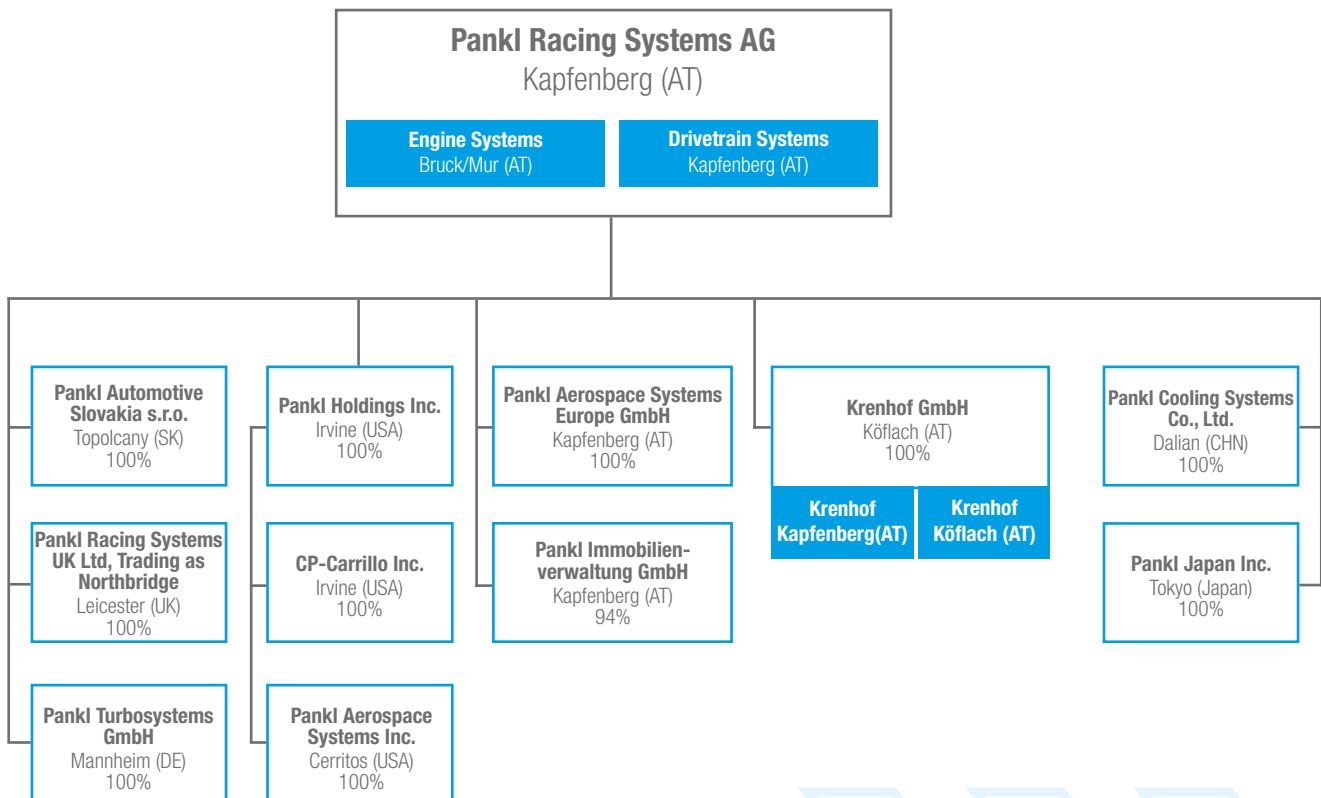 Pankl Racing Systems AG
Kapfenberg (AT)
Engine Systems
Bruck/Mur (AT)
Drivetrain Systems
Kapfenberg (AT)
Pankl Automotive
Slovakia s.r.o.
Topolcany (SK)
100%
Pankl Holdings Inc.
Irvine (USA)
100%
Pankl Aerospace Systems
Europe GmbH
Kapfenberg (AT)
100%
Krenhof GmbH
Köflach (AT)
100%
Krenhof
Kapfenberg(AT)
Krenhof
Köflach (AT)
Pankl Cooling Systems
Co., Ltd.
Dalian (CHN)
100%
Pankl Racing Systems
UK Ltd, Trading as
Northbridge
Leicester (UK)
100%
CP-Carrillo Inc.
Irvine (USA)
100%
Pankl Immobilien-
verwaltung GmbH
Kapfenberg (AT)
94%
Pankl Japan Inc.
Tokyo (Japan)
100%
Pankl Turbosystems
GmbH
Mannheim (DE)
100%
Pankl Aerospace
Systems Inc.
Cerritos (USA)
100%